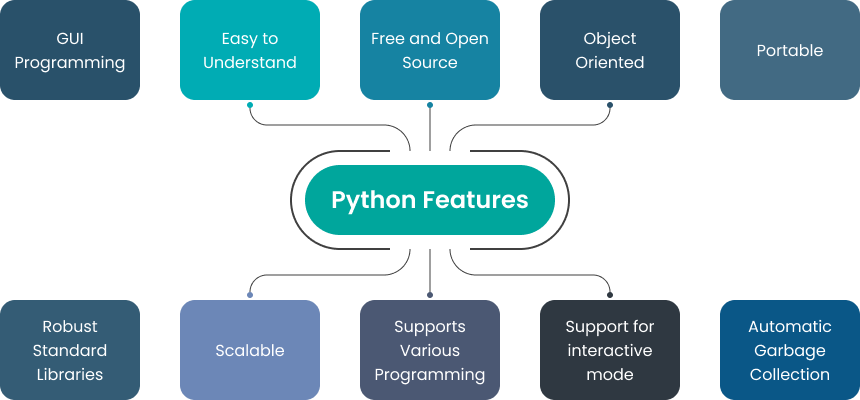 GUI
Programming
Easy to
Understand
Free and Open
Source
Object
Oriented
Portable
Python Features
Robust
Standard
Libraries
Scalable
Supports
Various
Programming
Support for
interactive
mode
Automatic
Garbage
Collection